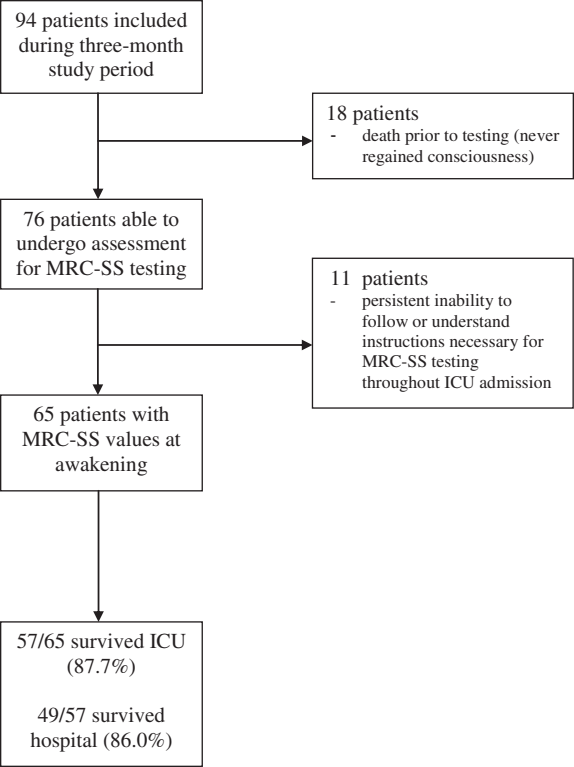 94 patients included
during three-month
study period
18 patients
- death prior to testing (never
regained consciousness)
76 patients able to
undergo assessment
for MRC-SS testing
11 patients
- persistent inability to
follow or understand
instructions necessary for
MRC-SS testing
throughout ICU admission
65 patients with
MRC-SS values at
awakening
57/65 survived ICU
(87.7%)
49/57 survived
hospital (86.0%)